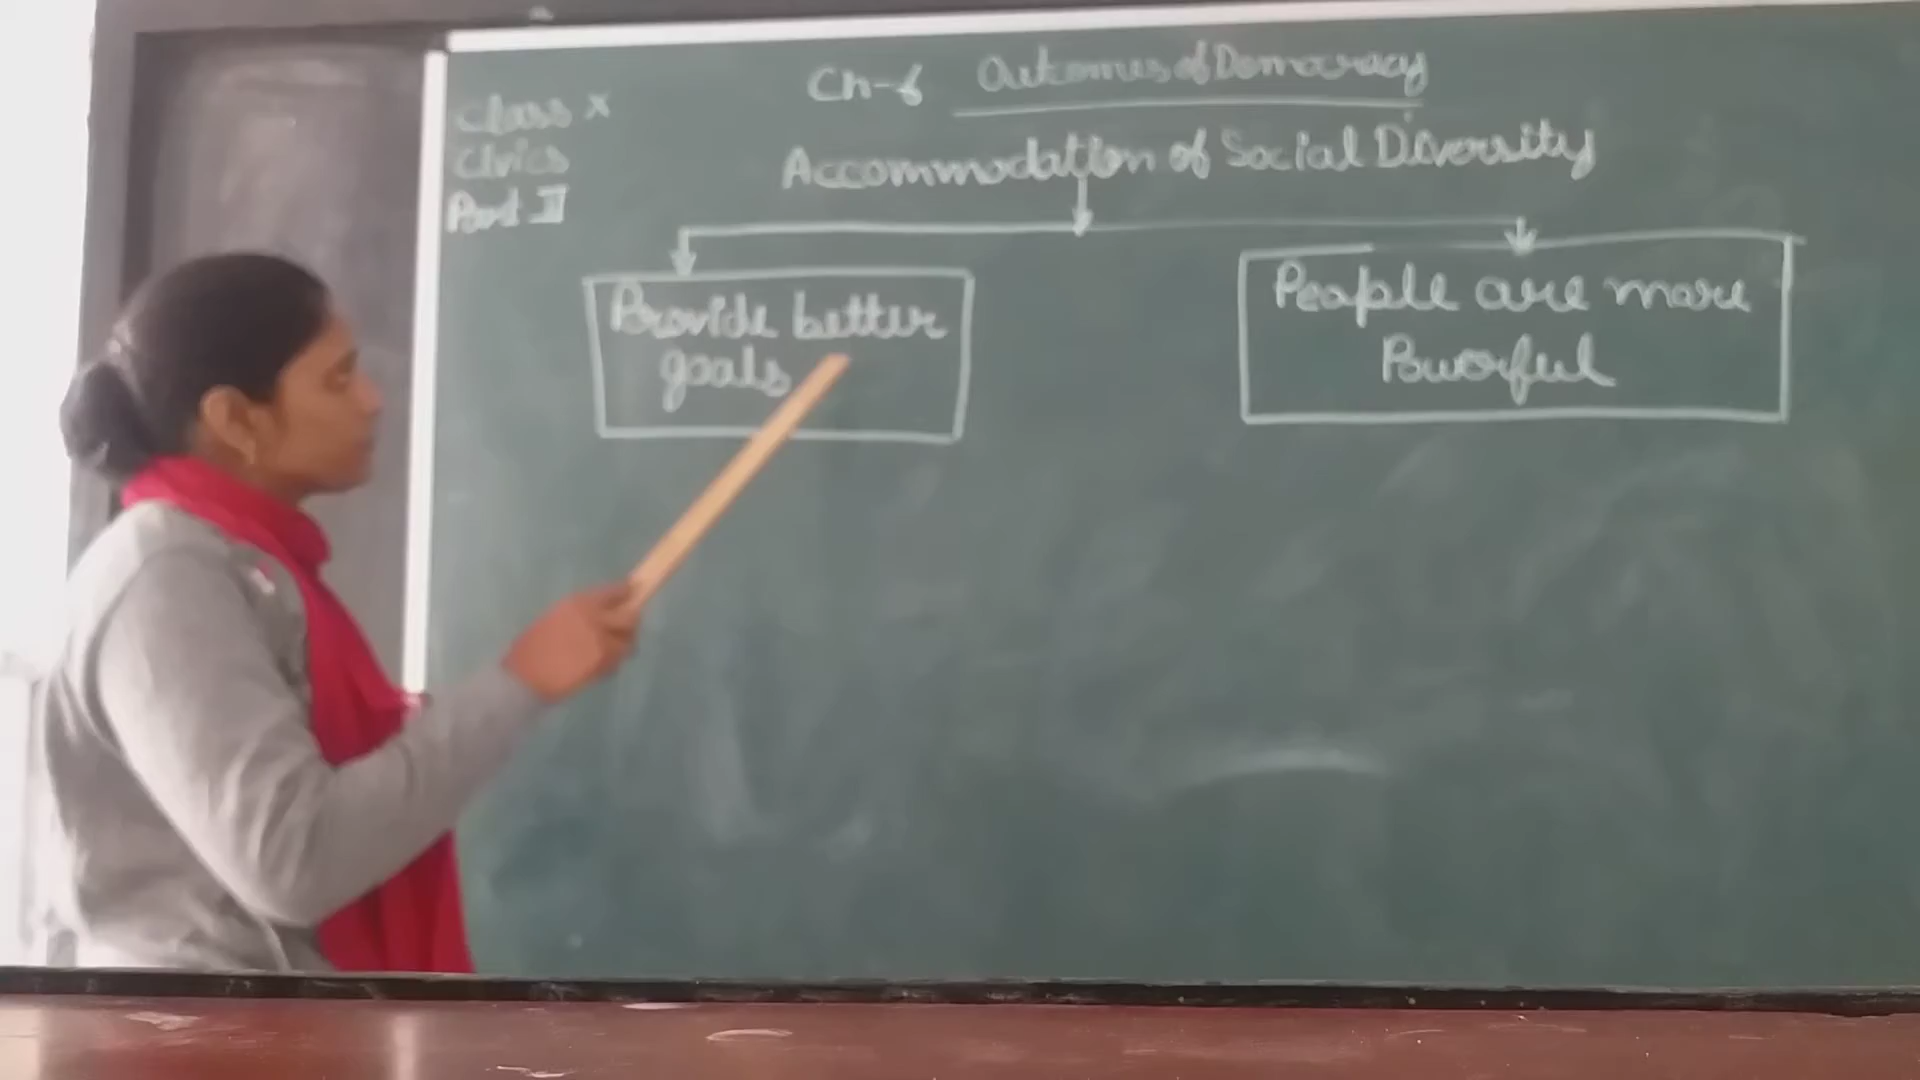 Class X
Civics
Part II
Ch-6 Outcomes of Democracy
Accommodation of Social Diversity
Provide better
goals
People are more
Powerful